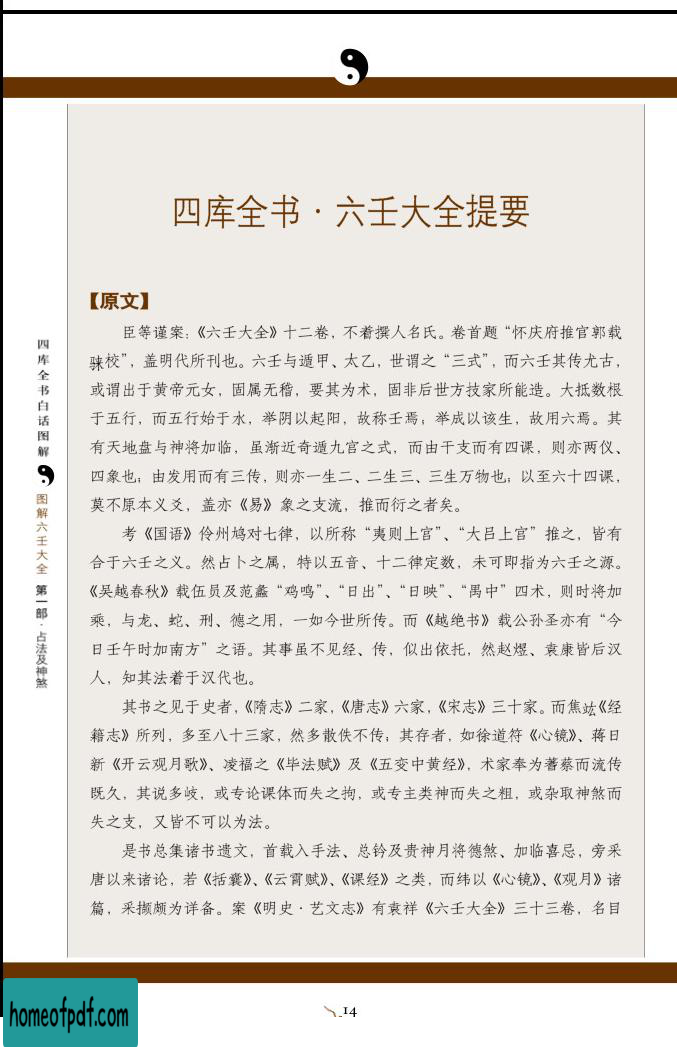 四库全书·六壬大全提要
【原文】
臣等谨案：《六壬大全》十二卷，不着撰人名氏。卷首题“怀庆府推官郭载
骒校”，盖明代所刊也。六壬与遁甲、太乙，世谓之“三式”，而六壬其传尤古，
或谓出于黄帝元女，固属无稽，要其为术，固非后世方技家所能造。大抵数根
于五行，而五行始于水，举阴以起阳，故称壬焉；举成以该生，故用六焉。其
有天地盘与神将加临，虽渐近奇遁九宫之式，而由干支而有四课，则亦两仪、
四象也；由发用而有三传，则亦一生二、二生三、三生万物也；以至六十四课，
莫不原本义爻，盖亦《易》象之支流，推而衍之者矣。
考《国语》伶州鸠对七律，以所称“夷则上宫”、“大吕上宫”推之，皆有
合于六壬之义。然占卜之属，特以五音、十二律定数，未可即指为六壬之源。
《吴越春秋》载伍员及范蠡“鸡鸣”、“日出”、“日映”、“禺中”四术，则时将加
乘，与龙、蛇、刑、德之用，一如今世所传。而《越绝书》载公孙圣亦有“今
日壬午时加南方”之语。其事虽不见经、传，似出依托，然赵煜、袁康皆后汉
人，知其法着于汉代也。
其书之见于史者，《隋志》二家，《唐志》六家，《宋志》三十家。而焦竑《经
籍志》所列，多至八十三家，然多散佚不传；其存者，如徐道符《心镜》、蒋日
新《开云观月歌》、凌福之《毕法赋》及《五变中黄经》，术家奉为蓍蔡而流传
既久，其说多歧，或专论课体而失之拘，或专主类神而失之粗，或杂取神煞而
失之支，又皆不可以为法。
是书总集诸书遗文，首载入手法、总钤及贵神月将德煞、加临喜忌，旁采
唐以来诸论，若《括囊》、《云霄赋》、《课经》之类，而纬以《心镜》、《观月》诸
篇，采撷颇为详备。案《明史·艺文志》有袁祥《六壬大全》三十三卷，名目
四库全书白话图解
图解六壬大全
第一部·占法及神煞
14
homeofpdf.com